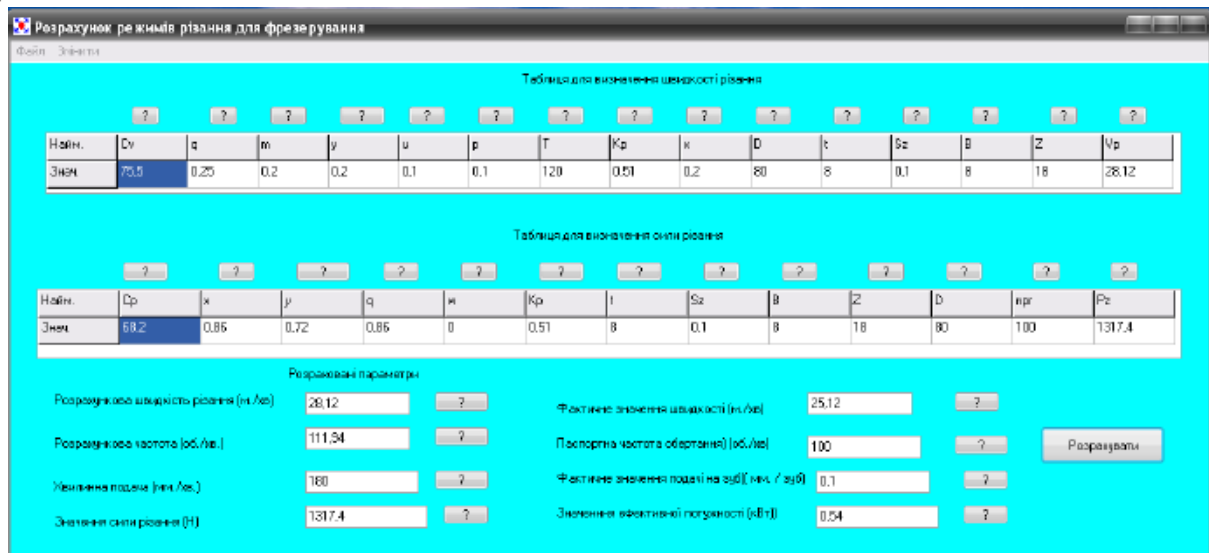 Розрахунок режимів різання для фрезерування
Файл Змінити
Таблиця для визначення швидкості різання
? ? ? ? ? ? ? ? ? ? ? ? ? ? ?
Найм. Cv q m y u p T Kp x D t Sz B Z Vp
Знач. 75.5 0.25 0.2 0.2 0.1 0.1 120 0.51 0.2 80 8 0.1 8 18 28.12
Таблиця для визначення сили різання
? ? ? ? ? ? ? ? ? ? ? ? ?
Найм. Cp x y q w Kp t Sz B Z D npr Pz
Знач. 68.2 0.86 0.72 0.86 0 0.51 8 0.1 8 18 80 100 1317.4
Розраховані параметри
Розрахункова швидкість різання (м./хв) 28,12 ? Фактичне значення швидкості (м./хв( 25,12 ?
Розрахункова частота (об./хв.) 111,94 ? Паспортна частота обертання) (об./хв( 100 ? Розрахувати
Хвилинна подача (мм./хв.) 180 ? Фактичне значення подачі на зуб)( мм. / зуб) 0,1 ?
Значення сили різання (Н) 1317.4 ? Значенння ефективної потужності (кВт)) 0.54 ?